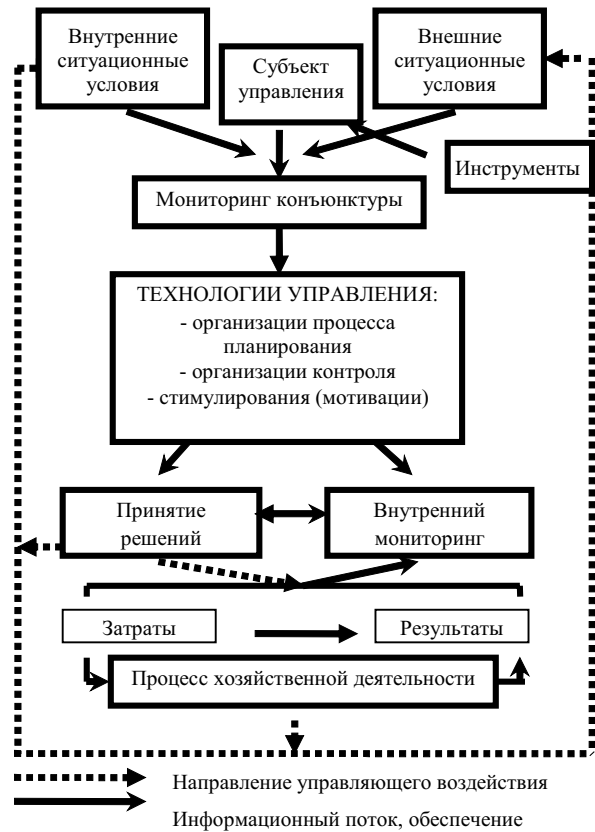 Внутренние
ситуационные
условия
Субъект
управления
Внешние
ситуационные
условия
Инструменты
Мониторинг конъюнктуры
ТЕХНОЛОГИИ УПРАВЛЕНИЯ:
- организации процесса
планирования
- организации контроля
- стимулирования (мотивации)
Принятие
решений
Внутренний
мониторинг
Затраты
Результаты
Процесс хозяйственной деятельности
Направление управляющего воздействия
Информационный поток, обеспечение